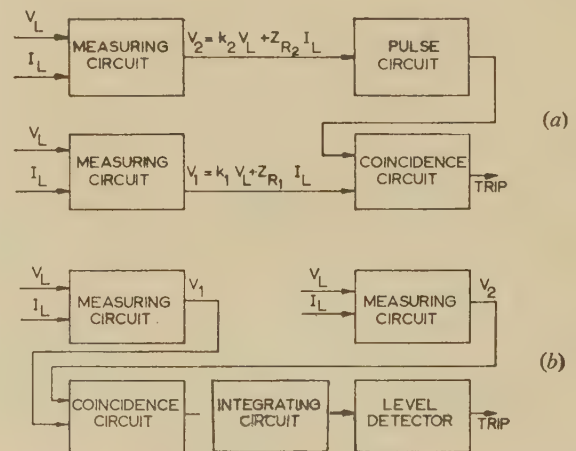 V_L
I_L
MEASURING
CIRCUIT
V_2 = k_2 V_L + Z_R2 I_L
PULSE
CIRCUIT
(a)
V_L
I_L
MEASURING
CIRCUIT
V_1 = k_1 V_L + Z_R1 I_L
COINCIDENCE
CIRCUIT
TRIP
V_L
I_L
MEASURING
CIRCUIT
V_1
V_L
I_L
MEASURING
CIRCUIT
V_2
(b)
COINCIDENCE
CIRCUIT
INTEGRATING
CIRCUIT
LEVEL
DETECTOR
TRIP